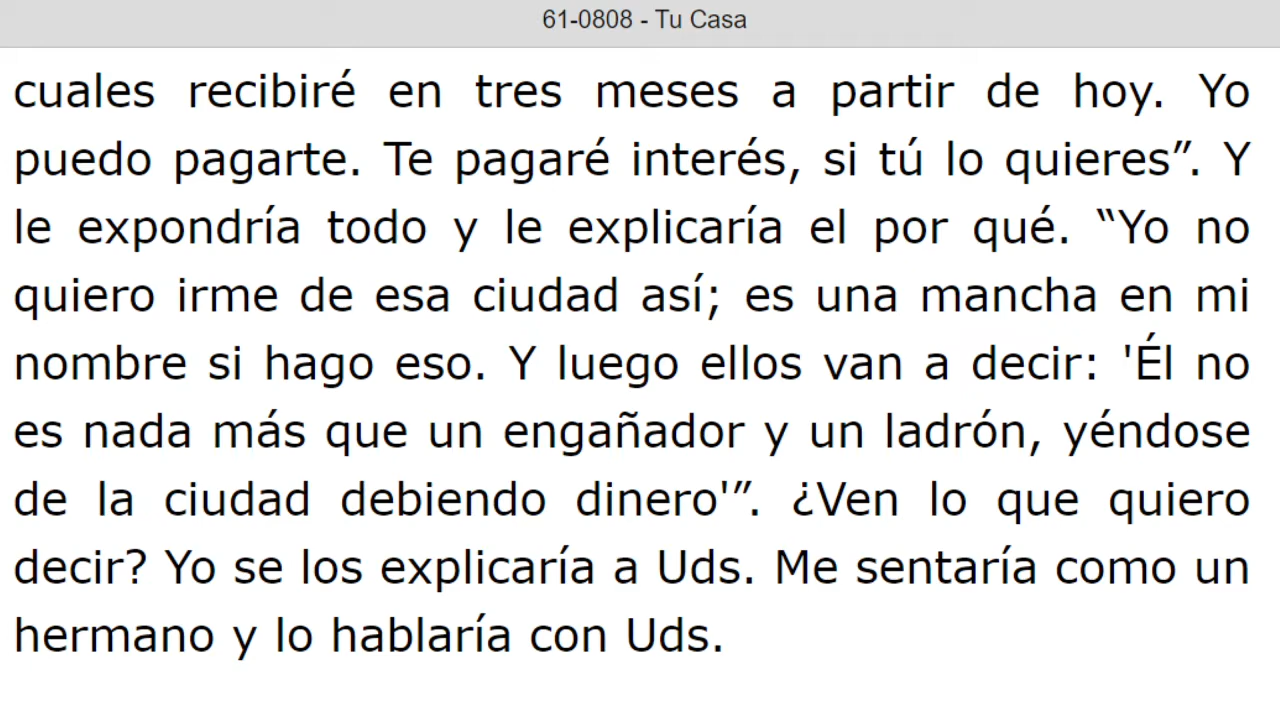 61-0808 - Tu Casa
cuales recibiré en tres meses a partir de hoy. Yo
puedo pagarte. Te pagaré interés, si tú lo quieres”. Y
le expondría todo y le explicaría el por qué. “Yo no
quiero irme de esa ciudad así; es una mancha en mi
nombre si hago eso. Y luego ellos van a decir: 'Él no
es nada más que un engañador y un ladrón, yéndose
de la ciudad debiendo dinero'”. ¿Ven lo que quiero
decir? Yo se los explicaría a Uds. Me sentaría como un
hermano y lo hablaría con Uds.